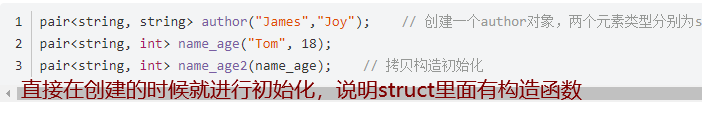 1 pair<string, string> author("James","Joy"); // 创建一个author对象，两个元素类型分别为s
2 pair<string, int> name_age("Tom", 18);
3 pair<string, int> name_age2(name_age); // 拷贝构造初始化
直接在创建的时候就进行初始化，说明struct里面有构造函数